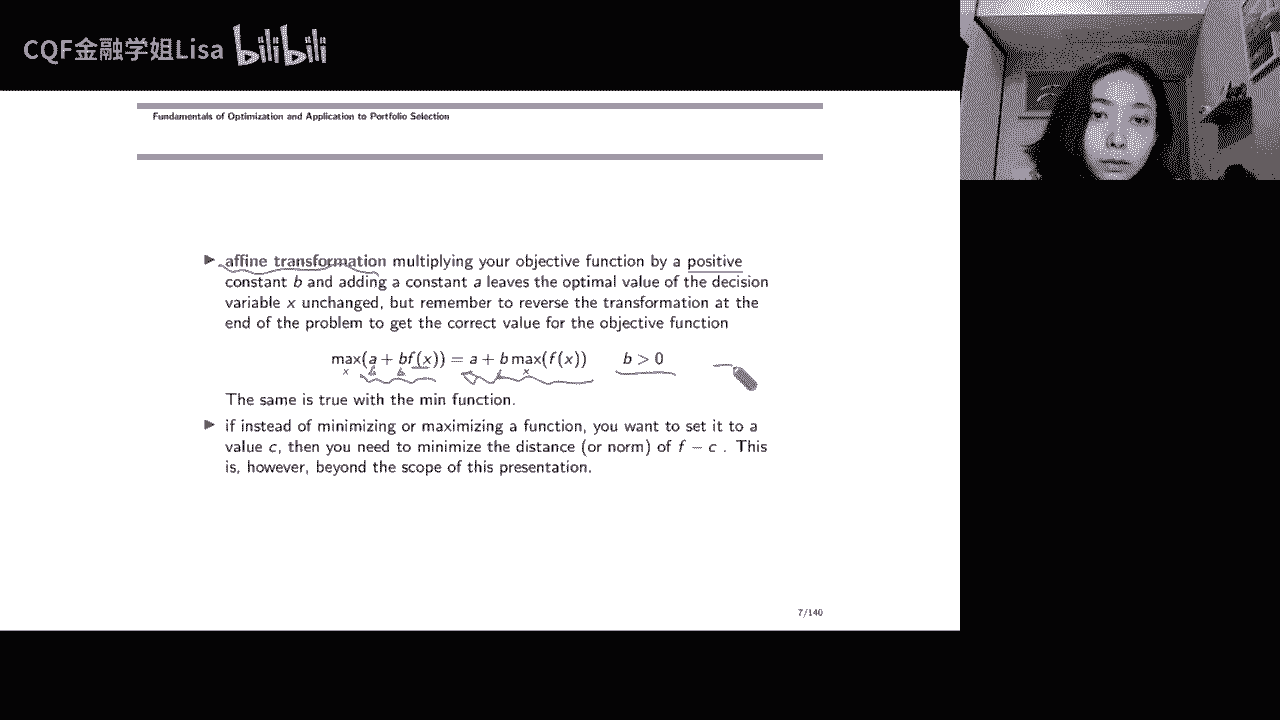 CQF金融学姐Lisa bilibili
Fundamentals of Optimization and Application to Portfolio Selection
▶ affine transformation multiplying your objective function by a positive
constant b and adding a constant a leaves the optimal value of the decision
variable x unchanged, but remember to reverse the transformation at the
end of the problem to get the correct value for the objective function
max(a + bf(x)) = a + b max(f(x)) b > 0
x x
The same is true with the min function.
▶ if instead of minimizing or maximizing a function, you want to set it to a
value c, then you need to minimize the distance (or norm) of f − c . This
is, however, beyond the scope of this presentation.
7/140